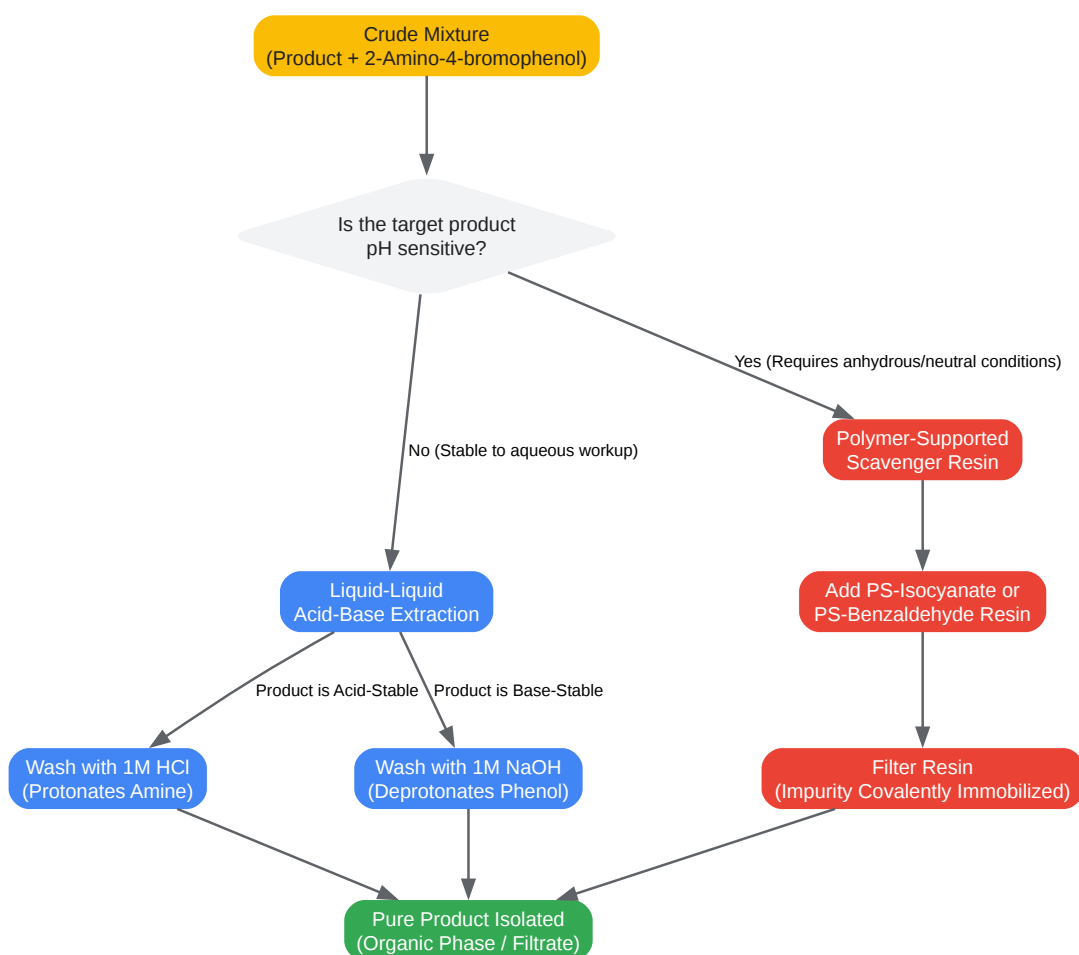 Crude Mixture
(Product + 2-Amino-4-bromophenol)
Is the target product
pH sensitive?
Yes (Requires anhydrous/neutral conditions)
Polymer-Supported
Scavenger Resin
No (Stable to aqueous workup)
Liquid-Liquid
Acid-Base Extraction
Add PS-Isocyanate or
PS-Benzaldehyde Resin
Product is Acid-Stable
Product is Base-Stable
Wash with 1M HCl
(Protonates Amine)
Wash with 1M NaOH
(Deprotonates Phenol)
Filter Resin
(Impurity Covalently Immobilized)
Pure Product Isolated
(Organic Phase / Filtrate)